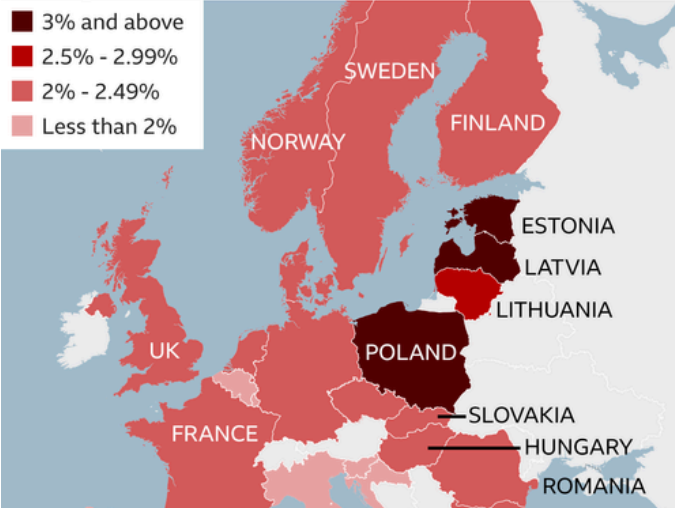 3% and above
2.5% - 2.99%
2% - 2.49%
Less than 2%
SWEDEN
FINLAND
NORWAY
ESTONIA
LATVIA
LITHUANIA
UK
POLAND
SLOVAKIA
FRANCE
HUNGARY
ROMANIA